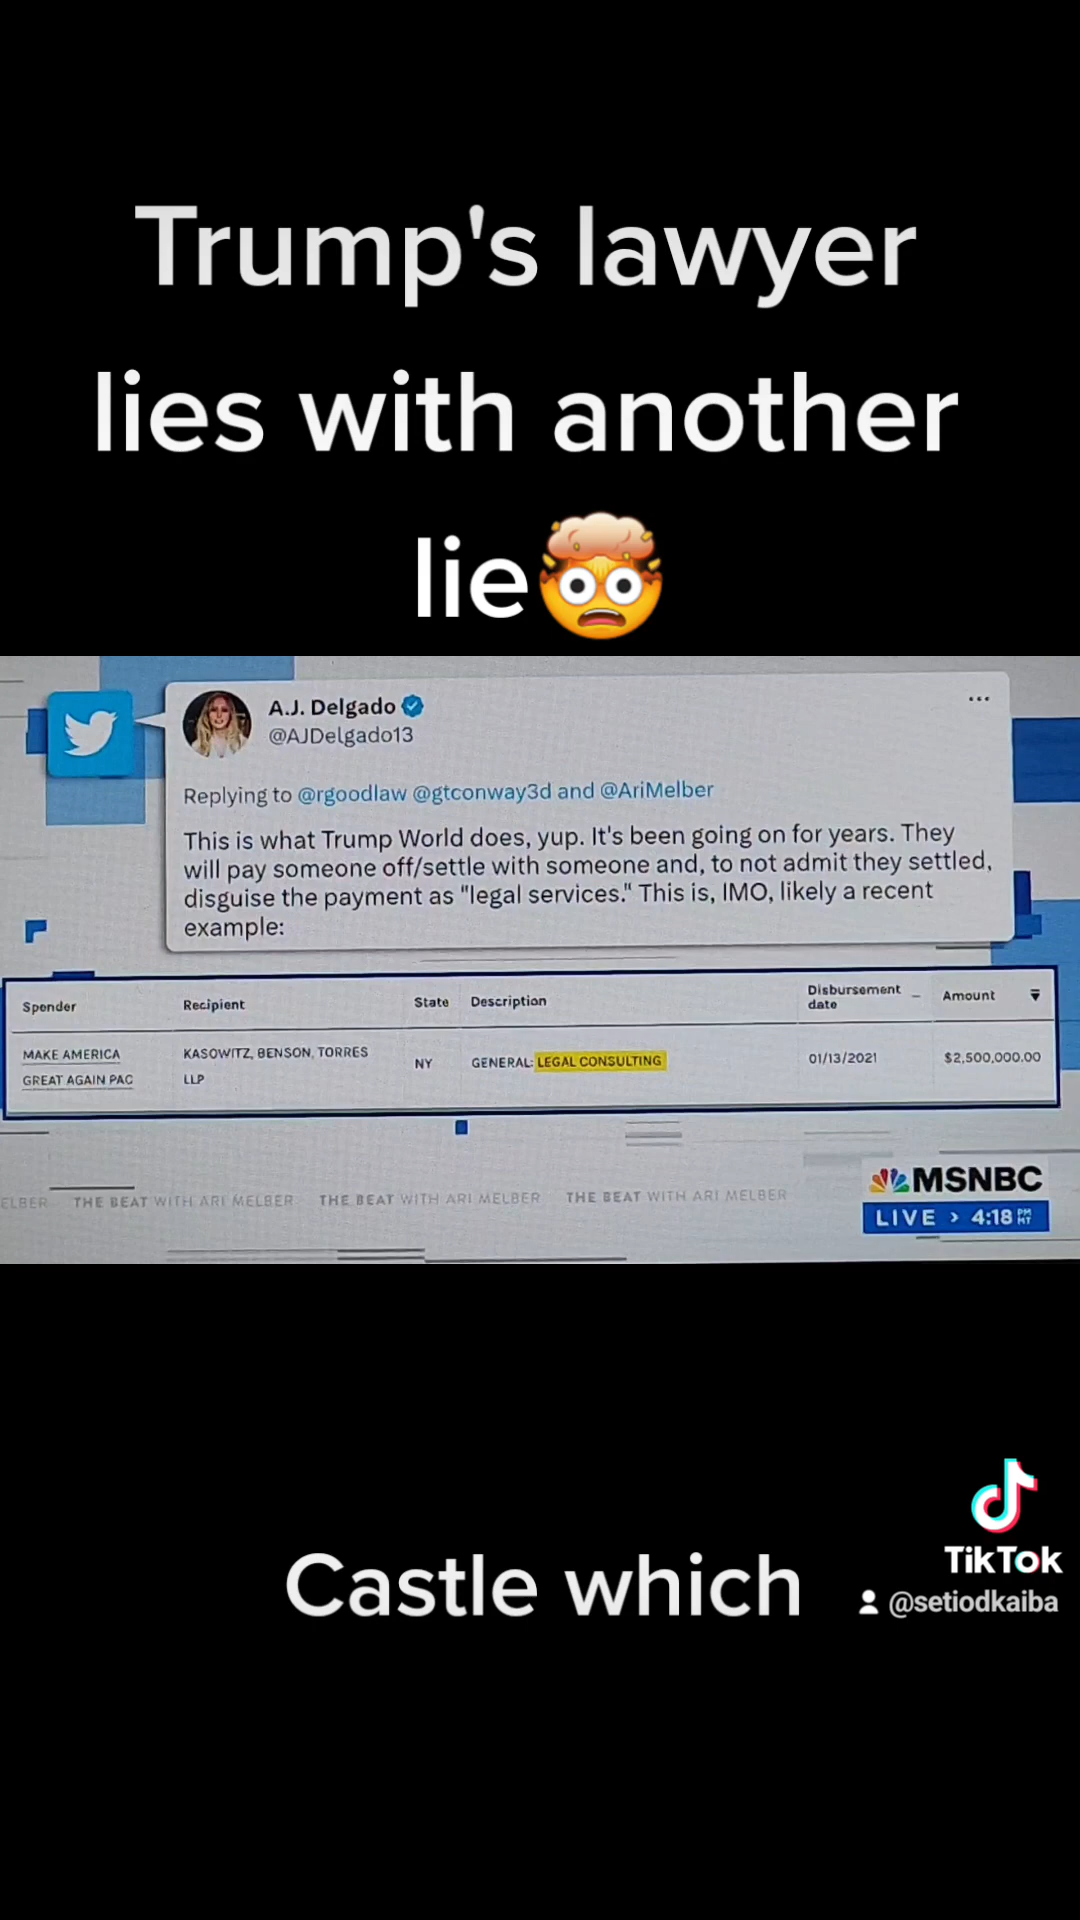 Trump's lawyer
lies with another
lie🤯
A.J. Delgado
@AJDelgado13
Replying to @rgoodlaw @gtconway3d and @AriMelber
This is what Trump World does, yup. It's been going on for years. They
will pay someone off/settle with someone and, to not admit they settled,
disguise the payment as "legal services." This is, IMO, likely a recent
example:
Spender Recipient State Description Disbursement date Amount
MAKE AMERICA KASOWITZ, BENSON, TORRES NY GENERAL: LEGAL CONSULTING 01/13/2021 $2,500,000.00
GREAT AGAIN PAC LLP
ELBER THE BEAT WITH ARI MELBER THE BEAT WITH ARI MELBER THE BEAT WITH ARI MELBER
MSNBC
LIVE > 4:18 PM MT
Castle which
TikTok
@setiodkaiba